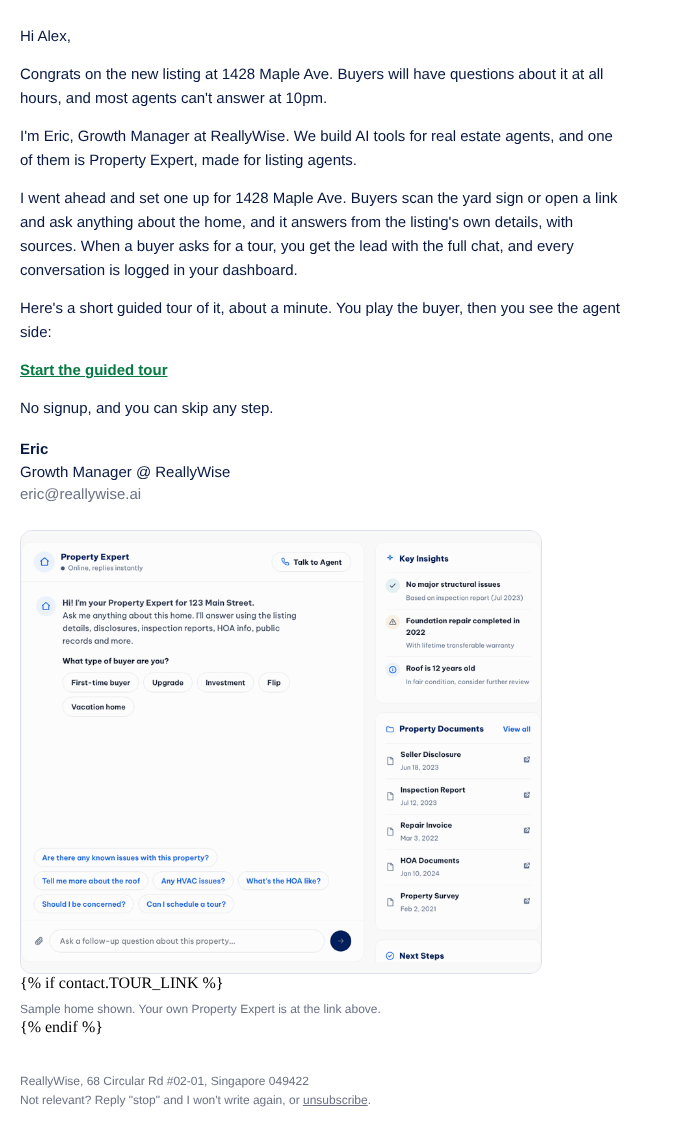 Hi Alex,
Congrats on the new listing at 1428 Maple Ave. Buyers will have questions about it at all
hours, and most agents can't answer at 10pm.
I'm Eric, Growth Manager at ReallyWise. We build AI tools for real estate agents, and one
of them is Property Expert, made for listing agents.
I went ahead and set one up for 1428 Maple Ave. Buyers scan the yard sign or open a link
and ask anything about the home, and it answers from the listing's own details, with
sources. When a buyer asks for a tour, you get the lead with the full chat, and every
conversation is logged in your dashboard.
Here's a short guided tour of it, about a minute. You play the buyer, then you see the agent
side:
Start the guided tour
No signup, and you can skip any step.
Eric
Growth Manager @ ReallyWise
eric@reallywise.ai
Property Expert
Online, replies instantly
Talk to Agent
Hi! I'm your Property Expert for 123 Main Street.
Ask me anything about this home. I'll answer using the listing
details, disclosures, inspection reports, HOA info, public
records and more.
What type of buyer are you?
First-time buyer
Upgrade
Investment
Flip
Vacation home
Are there any known issues with this property?
Tell me more about the roof
Any HVAC issues?
What's the HOA like?
Should I be concerned?
Can I schedule a tour?
Ask a follow-up question about this property...
Key Insights
No major structural issues
Based on inspection report (Jul 2023)
Foundation repair completed in
2022
With lifetime transferable warranty
Roof is 12 years old
In fair condition, consider further review
Property Documents
View all
Seller Disclosure
Jun 18, 2023
Inspection Report
Jul 12, 2023
Repair Invoice
Mar 3, 2022
HOA Documents
Jan 10, 2024
Property Survey
Feb 2, 2021
Next Steps
{% if contact.TOUR_LINK %}
Sample home shown. Your own Property Expert is at the link above.
{% endif %}
ReallyWise, 68 Circular Rd #02-01, Singapore 049422
Not relevant? Reply "stop" and I won't write again, or unsubscribe.